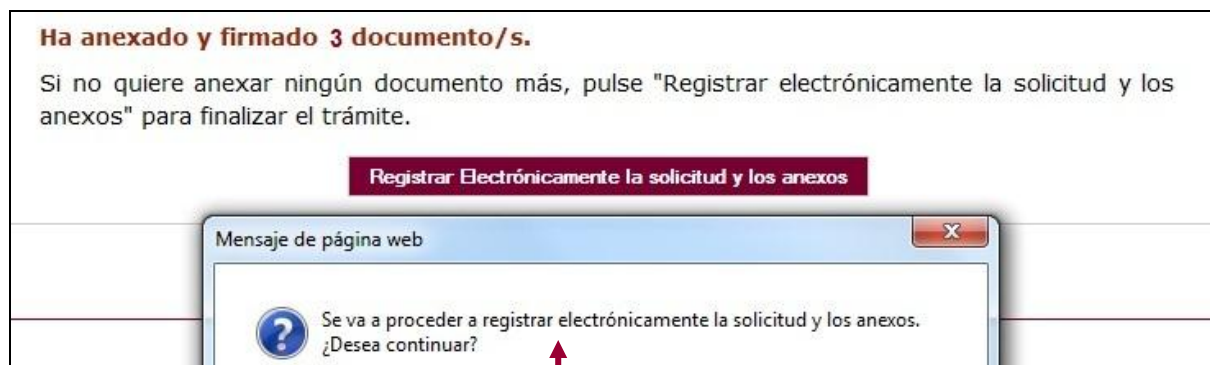 Ha anexado y firmado 3 documento/s.
Si no quiere anexar ningún documento más, pulse "Registrar electrónicamente la solicitud y los
anexos" para finalizar el trámite.
Registrar Electrónicamente la solicitud y los anexos
Mensaje de página web
Se va a proceder a registrar electrónicamente la solicitud y los anexos.
¿Desea continuar?